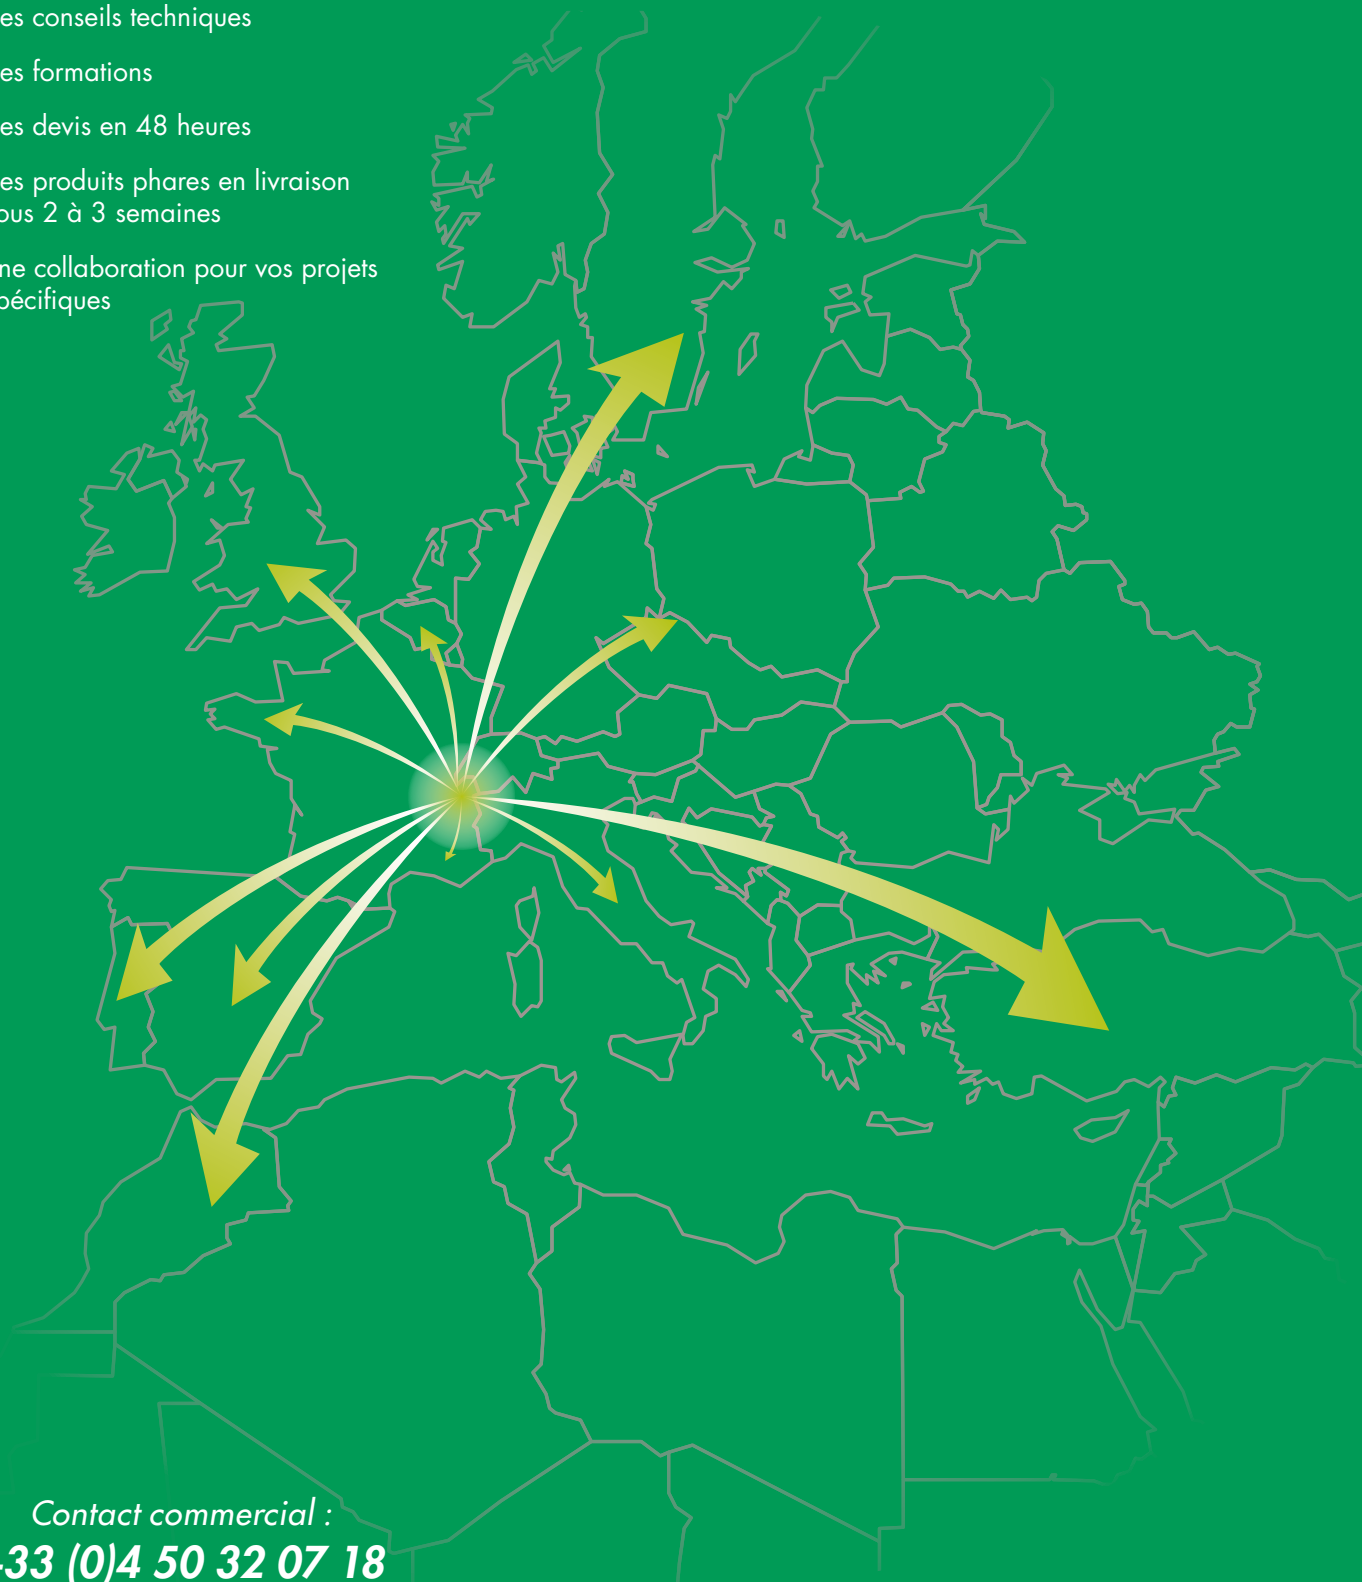 es conseils techniques
es formations
es devis en 48 heures
es produits phares en livraison
ous 2 à 3 semaines
ne collaboration pour vos projets
pécifiques
Contact commercial :
+33 (0)4 50 32 07 18